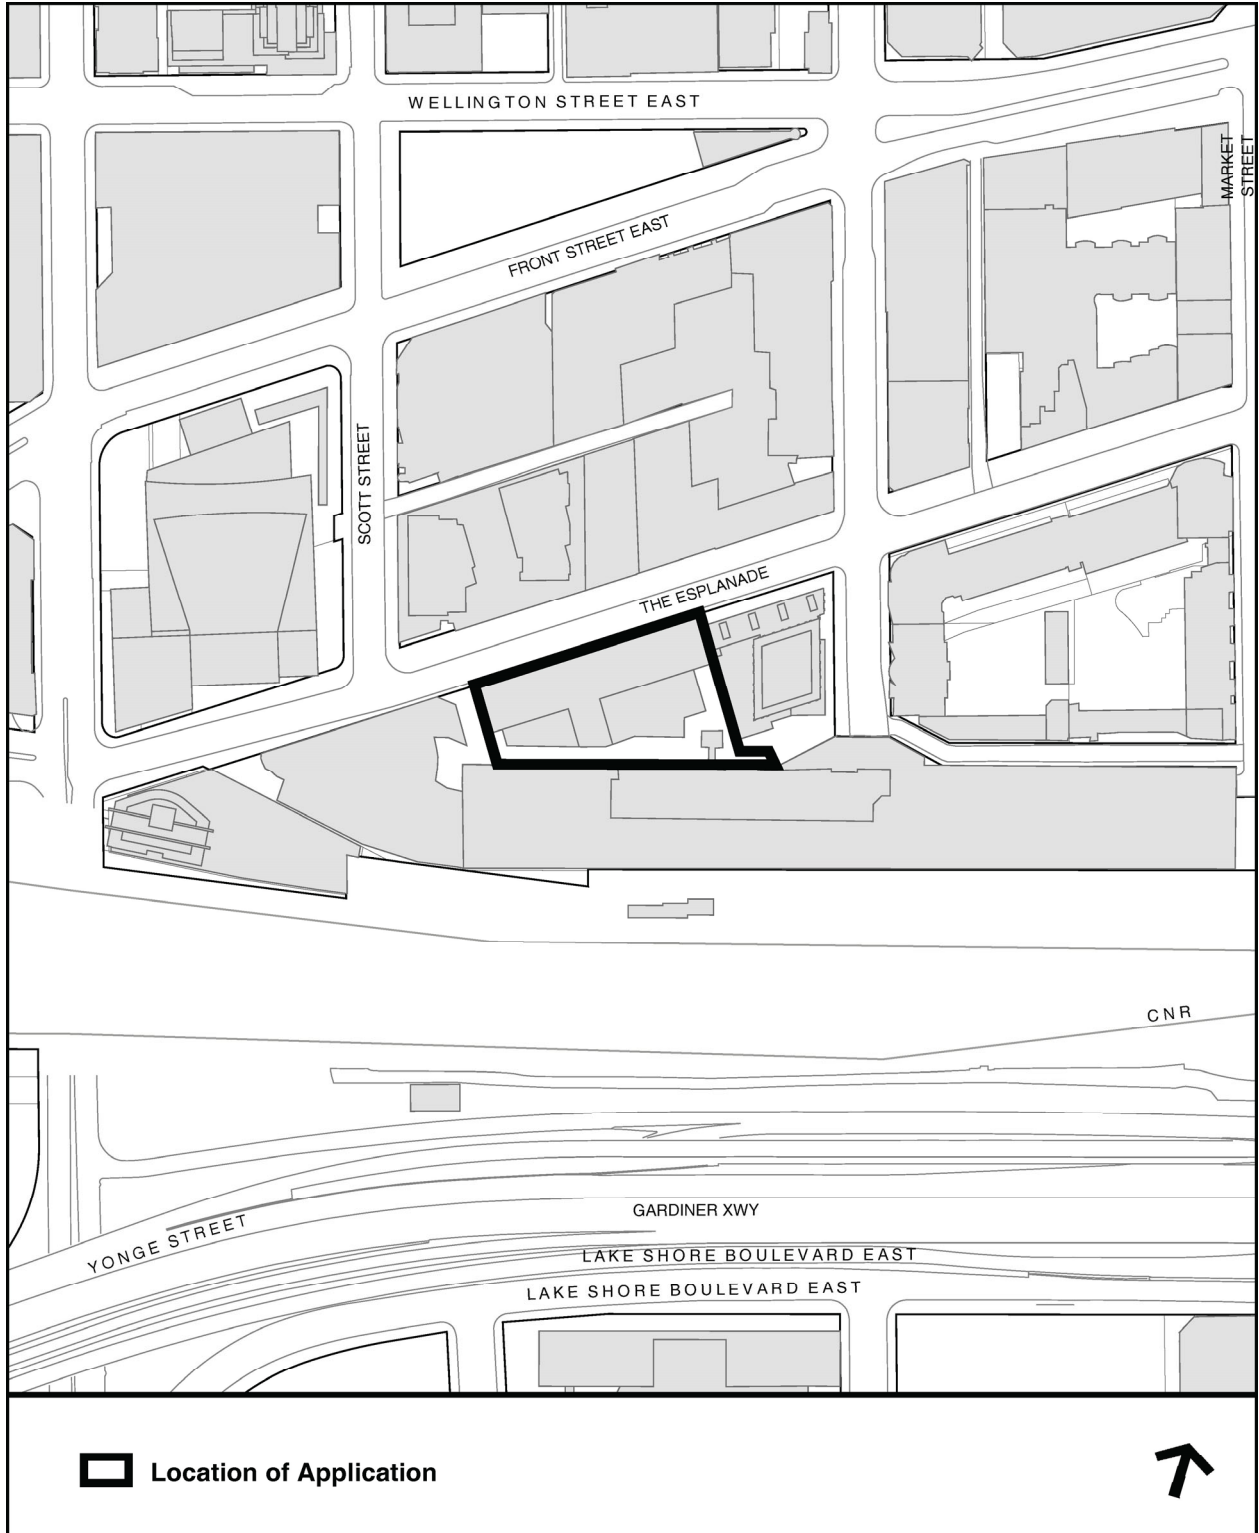 WELLINGTON STREET EAST
MARKET
STREET
FRONT STREET EAST
SCOTT STREET
THE ESPLANADE
CNR
GARDINER XWY
YONGE STREET
LAKE SHORE BOULEVARD EAST
LAKE SHORE BOULEVARD EAST
Location of Application